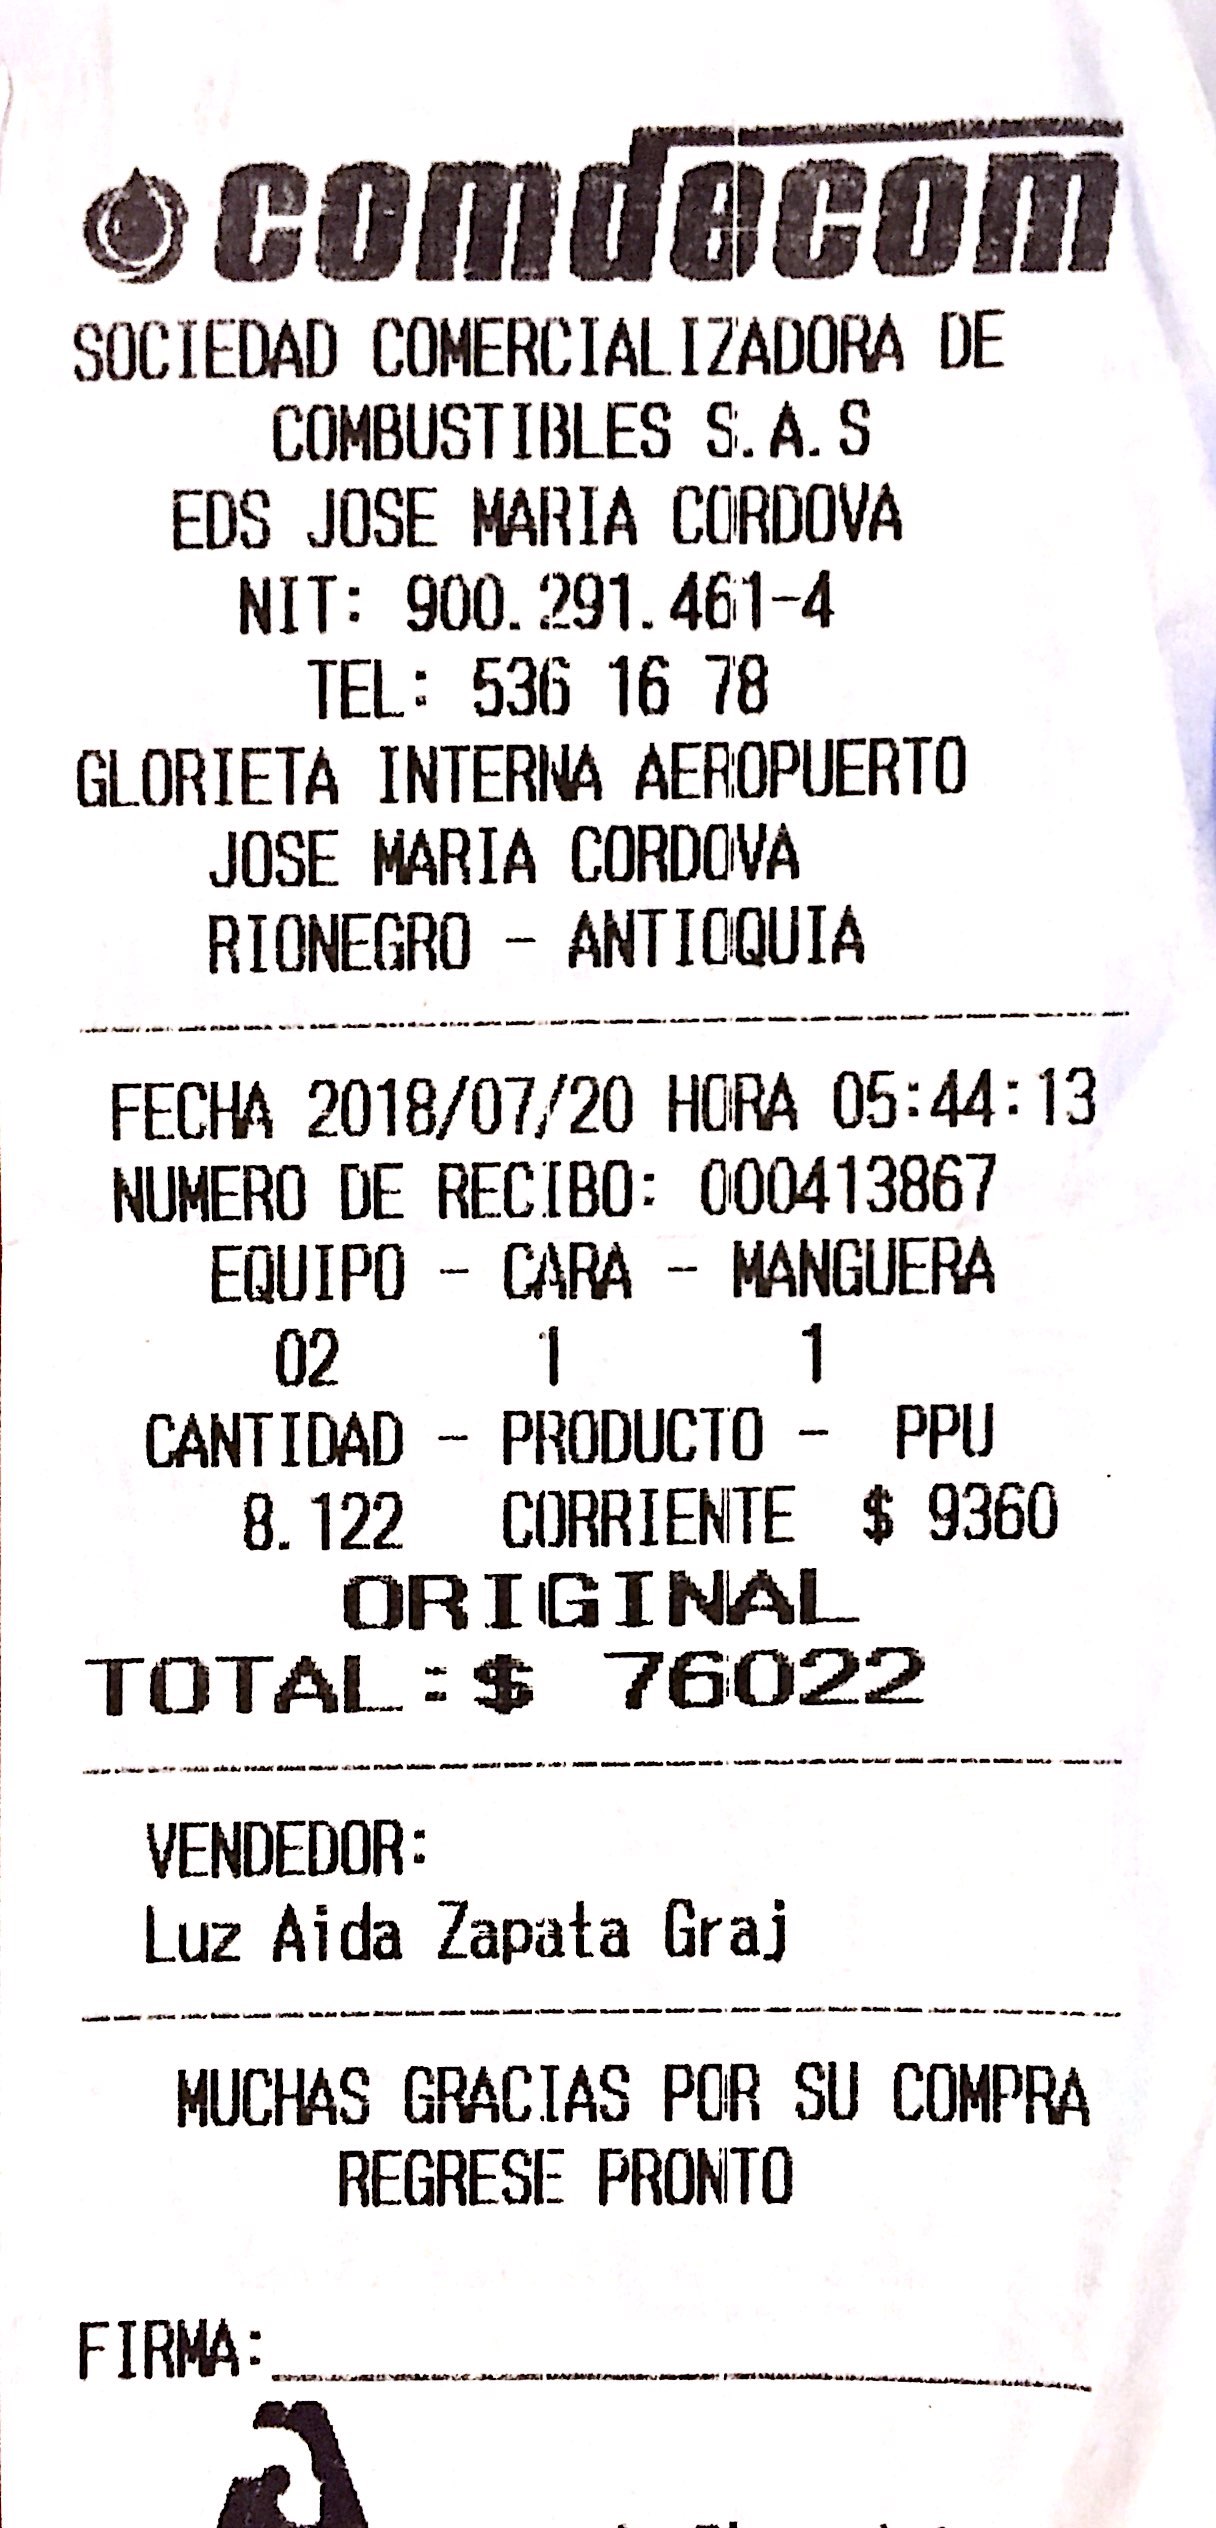 comdecom
SOCIEDAD COMERCIALIZADORA DE
COMBUSTIBLES S.A.S
EDS JOSE MARIA CORDOVA
NIT: 900.291.461-4
TEL: 536 16 78
GLORIETA INTERNA AEROPUERTO
JOSE MARIA CORDOVA
RIONEGRO - ANTIOQUIA
FECHA 2018/07/20 HORA 05:44:13
NUMERO DE RECIBO: 000413867
EQUIPO - CARA - MANGUERA
02 1 1
CANTIDAD - PRODUCTO - PPU
8.122 CORRIENTE $ 9360
ORIGINAL
TOTAL:$ 76022
VENDEDOR:
Luz Aida Zapata Graj
MUCHAS GRACIAS POR SU COMPRA
REGRESE PRONTO
FIRMA: